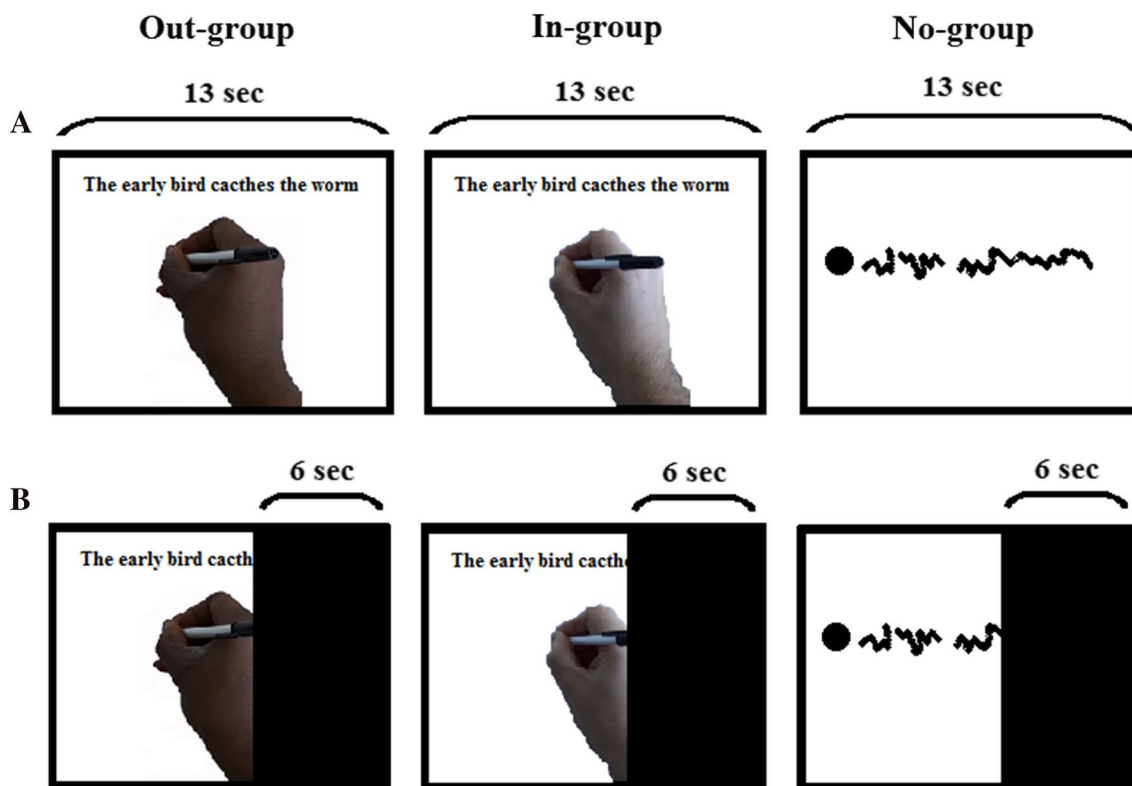 Out-group In-group No-group
13 sec 13 sec 13 sec
A
The early bird cacthes the worm The early bird cacthes the worm
6 sec 6 sec 6 sec
B
The early bird cacth The early bird cacthe